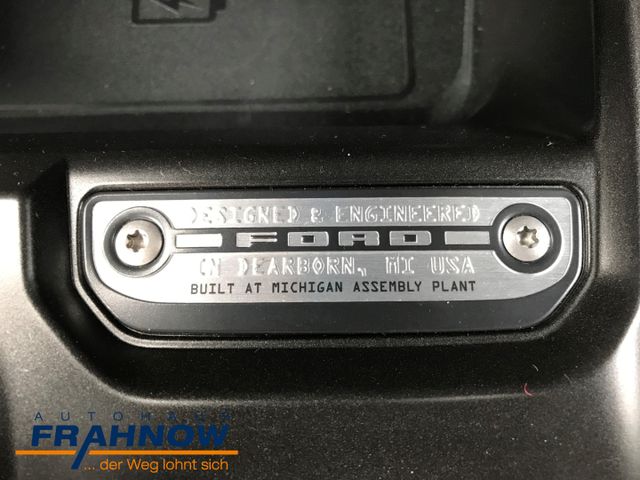 DESIGNED & ENGINEERED
FORD
IN DEARBORN, MI USA
BUILT AT MICHIGAN ASSEMBLY PLANT
AUTOHAUS
FRAHNOW
... der Weg lohnt sich